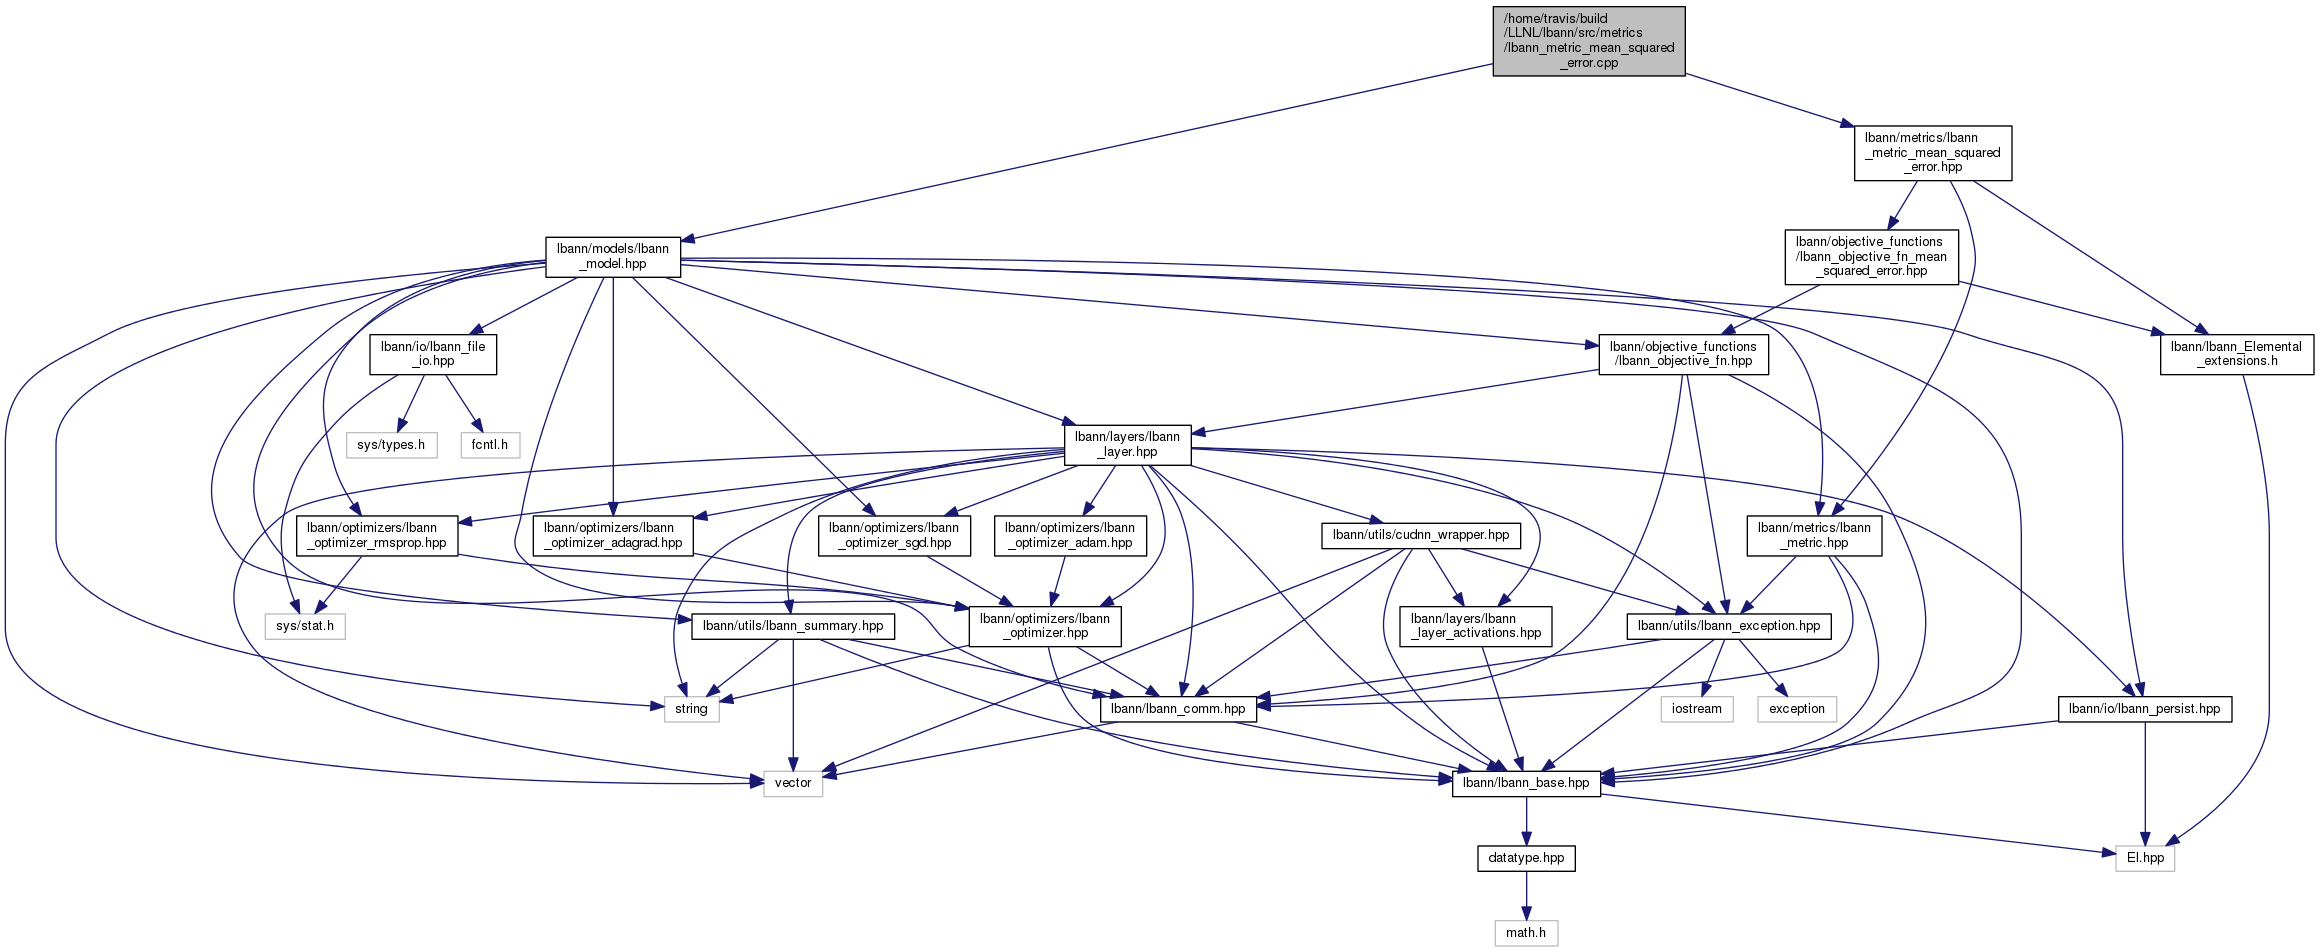 /home/travis/build
/LLNL/lbann/src/metrics
/lbann_metric_mean_squared
_error.cpp
lbann/metrics/lbann
_metric_mean_squared
_error.hpp
lbann/models/lbann
_model.hpp
lbann/objective_functions
/lbann_objective_fn_mean
_squared_error.hpp
lbann/io/lbann_file
_io.hpp
lbann/objective_functions
/lbann_objective_fn.hpp
lbann/lbann_Elemental
_extensions.h
sys/types.h
fcntl.h
lbann/layers/lbann
_layer.hpp
lbann/optimizers/lbann
_optimizer_rmsprop.hpp
lbann/optimizers/lbann
_optimizer_adagrad.hpp
lbann/optimizers/lbann
_optimizer_sgd.hpp
lbann/optimizers/lbann
_optimizer_adam.hpp
lbann/utils/cudnn_wrapper.hpp
lbann/metrics/lbann
_metric.hpp
sys/stat.h
lbann/utils/lbann_summary.hpp
lbann/optimizers/lbann
_optimizer.hpp
lbann/layers/lbann
_layer_activations.hpp
lbann/utils/lbann_exception.hpp
string
lbann/lbann_comm.hpp
iostream
exception
lbann/io/lbann_persist.hpp
vector
lbann/lbann_base.hpp
datatype.hpp
El.hpp
math.h